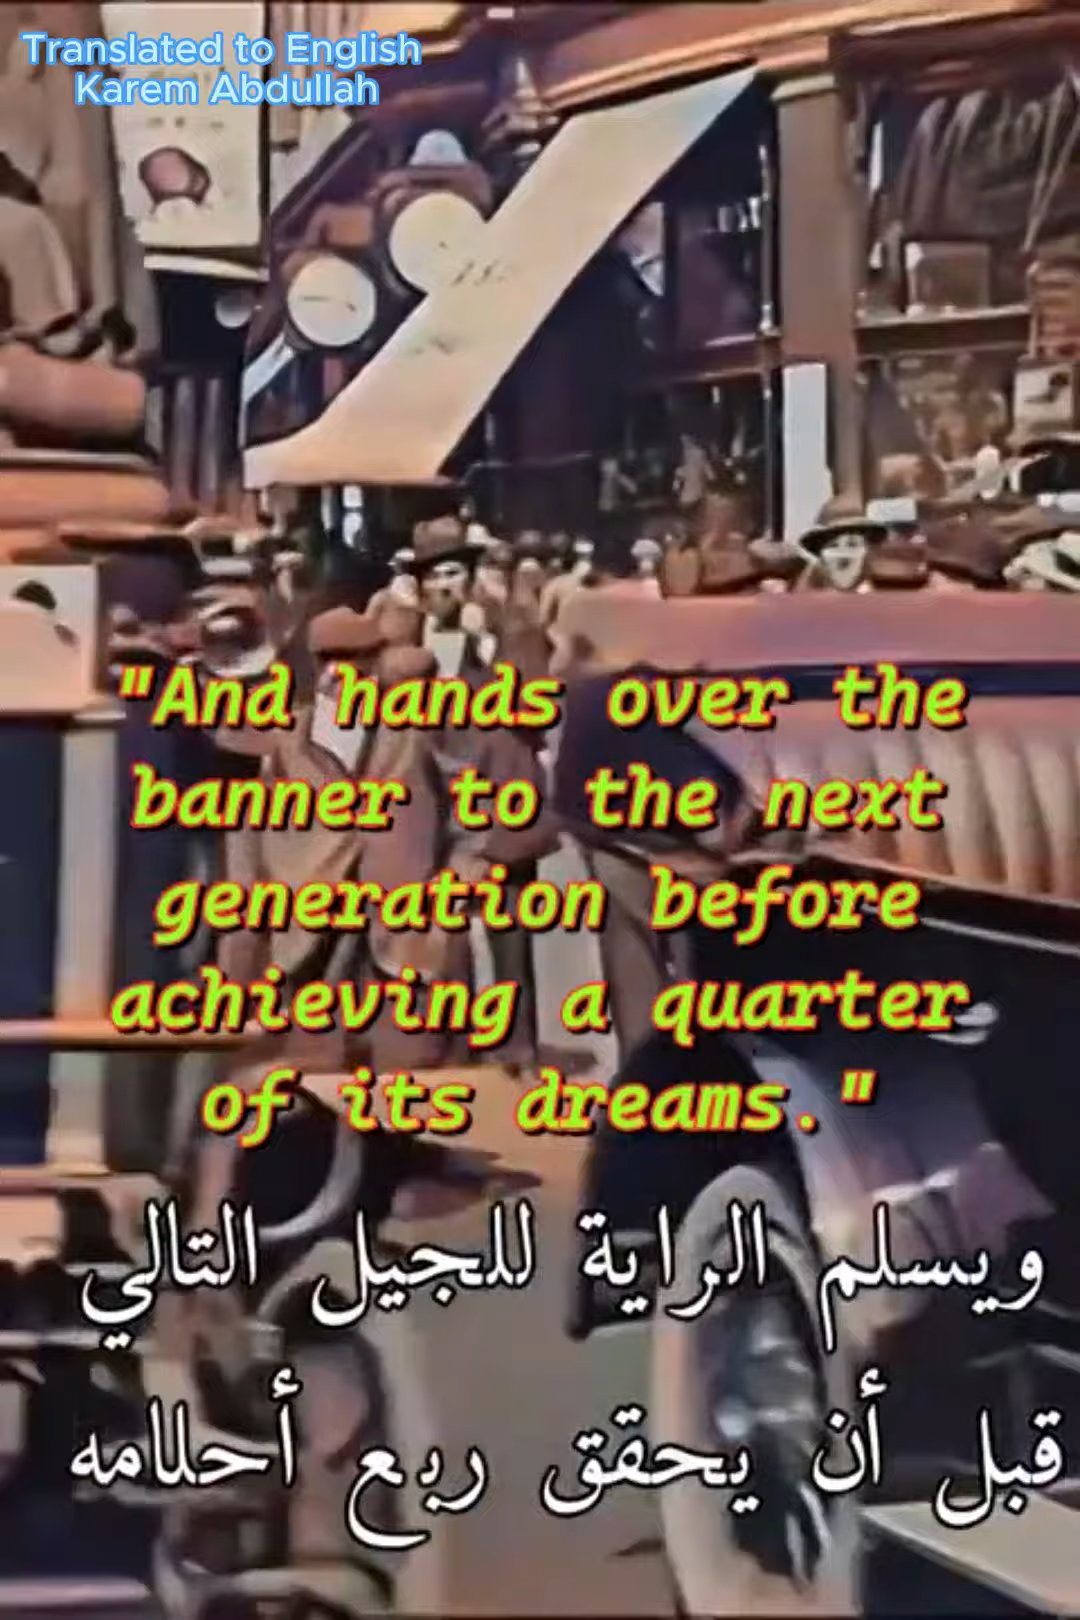 Translated to English
Karem Abdullah
"And hands over the
banner to the next
generation before
achieving a quarter
of its dreams."
ويسلم الراية للجيل التالي
قبل أن يحقق ربع أحلامه